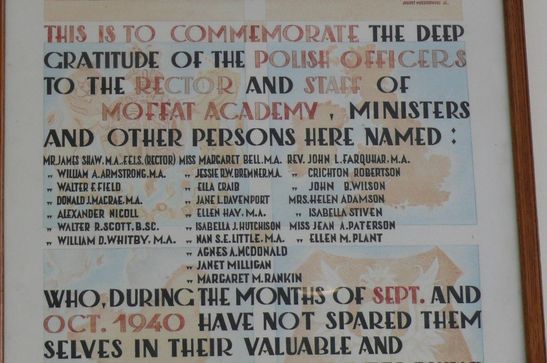 THIS IS TO COMMEMORATE THE DEEP
GRATITUDE OF THE POLISH OFFICERS
TO THE RECTOR AND STAFF OF
MOFFAT ACADEMY, MINISTERS
AND OTHER PERSONS HERE NAMED:
MR. JAMES SHAW, M.A., F.E.I.S. (RECTOR) MISS MARGARET BELL, M.A. REV. JOHN L. FARQUHAR, M.A.
„ WILLIAM A. ARMSTRONG, M.A. „ JESSIE D.W. BREMNER, M.A. „ CRICHTON ROBERTSON
„ WALTER F. FIELD „ ELLA CRAIB „ JOHN B. WILSON
„ DONALD J. MACRAE, M.A. „ JANE L. DAVENPORT MRS. HELEN ADAMSON
„ ALEXANDER NICOLL „ ELLEN HAY, M.A. „ ISABELLA STIVEN
„ WALTER R. SCOTT, B.SC. „ ISABELLA J. HUTCHISON MISS JEAN A. PATERSON
„ WILLIAM D. WHITBY, M.A. „ NAN S.E. LITTLE, M.A. „ ELLEN M. PLANT
„ AGNES A. MCDONALD
„ JANET MILLIGAN
„ MARGARET M. RANKIN
WHO, DURING THE MONTHS OF SEPT. AND
OCT. 1940 HAVE NOT SPARED THEM
SELVES IN THEIR VALUABLE AND